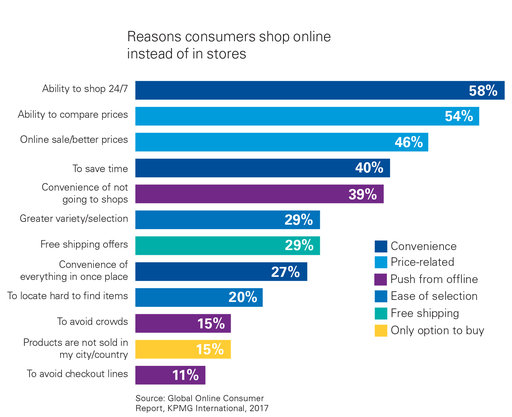 Reasons consumers shop online
instead of in stores
Ability to shop 24/7
58%
Ability to compare prices
54%
Online sale/better prices
46%
To save time
40%
Convenience of not
going to shops
39%
Greater variety/selection
29%
Free shipping offers
29%
Convenience of
everything in once place
27%
To locate hard to find items
20%
To avoid crowds
15%
Products are not sold in
my city/country
15%
To avoid checkout lines
11%
Convenience
Price-related
Push from offline
Ease of selection
Free shipping
Only option to buy
Source: Global Online Consumer
Report, KPMG International, 2017